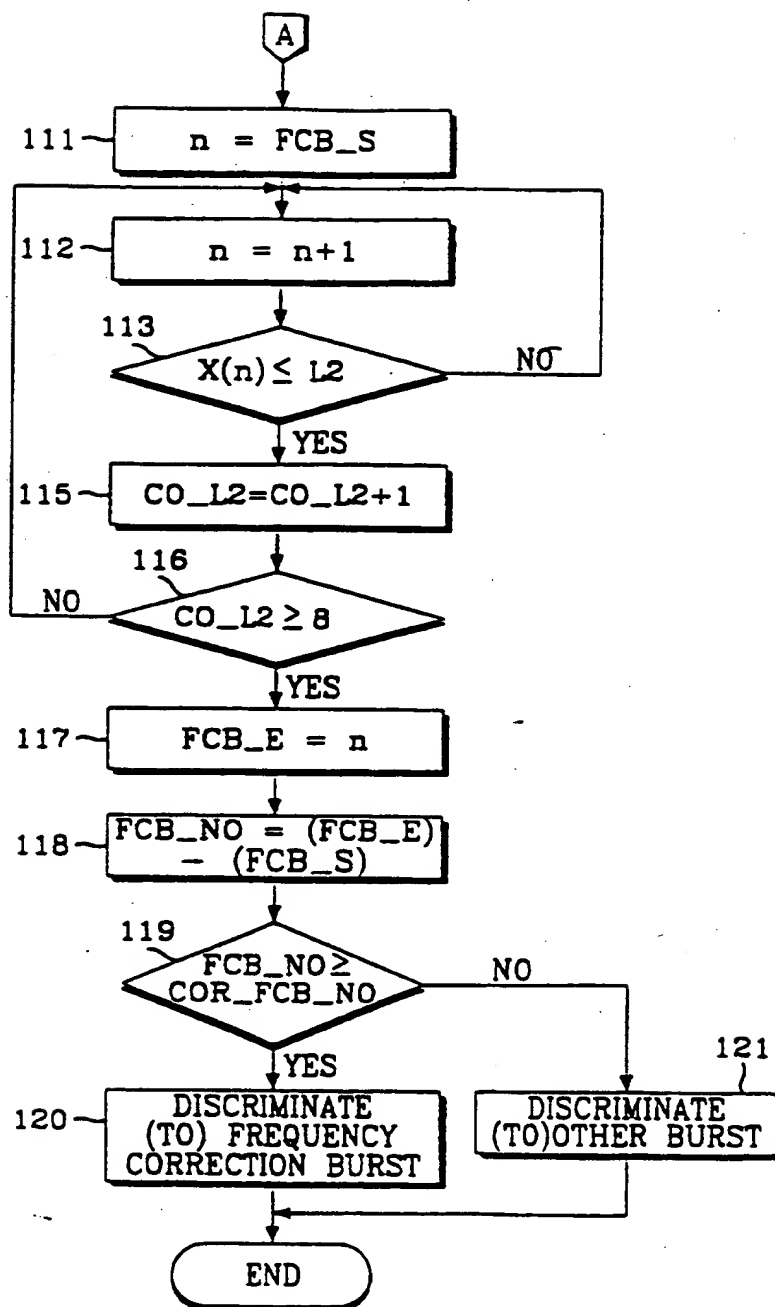 A
111
n = FCB_S
112
n = n+1
113
X(n) ≤ L2
NO
YES
115
CO_L2=CO_L2+1
116
NO
CO_L2 ≥ 8
YES
117
FCB_E = n
118
FCB_NO = (FCB_E)
— (FCB_S)
119
FCB_NO ≥
COR_FCB_NO
NO
YES
121
120
DISCRIMINATE
(TO) FREQUENCY
CORRECTION BURST
DISCRIMINATE
(TO)OTHER BURST
END